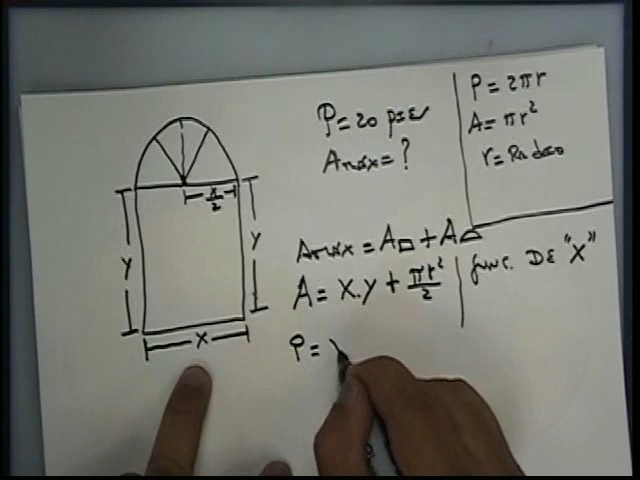 P = 20 pies
Amax = ?
P = 2πr
A = πr²
r = Radio
x/2
y
y
x
Amax = A□ + A⌓
A = x.y + πr²/2
func. DE "X"
P =